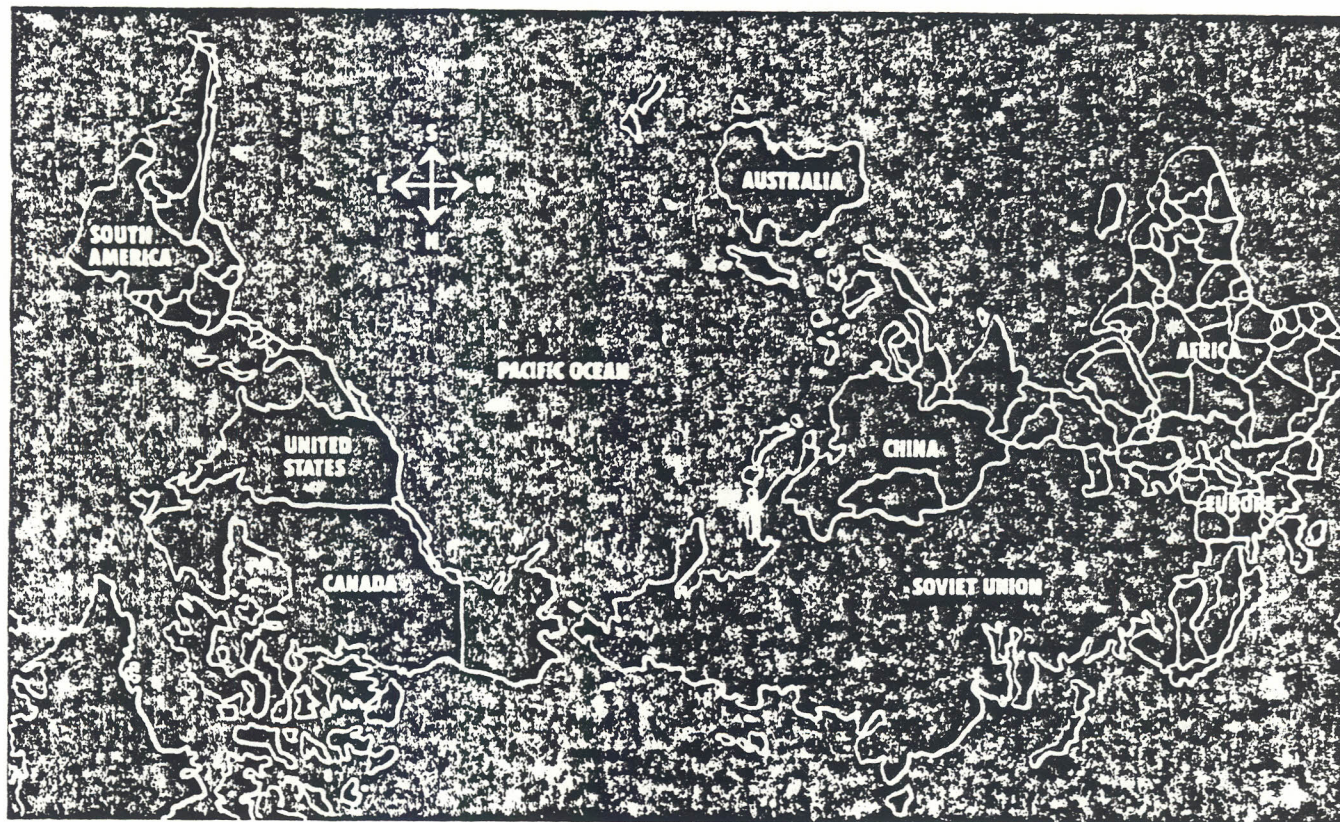 S
E W
N
AUSTRALIA
SOUTH
AMERICA
PACIFIC OCEAN
AFRICA
UNITED
STATES
CHINA
EUROPE
CANADA
SOVIET UNION